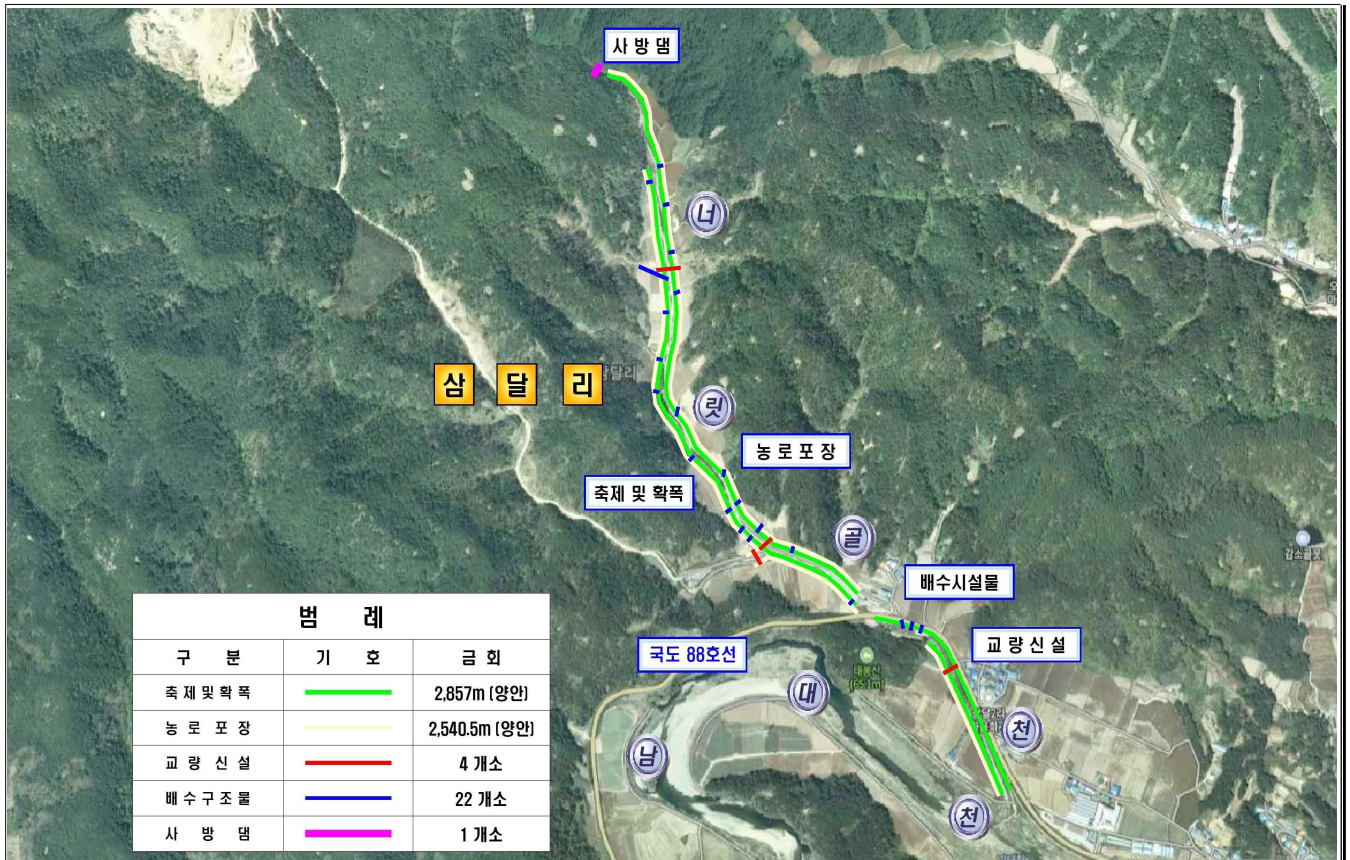 사방댐
너
삼달리
릿
농로포장
축제 및 확폭
골
배수시설물
교량신설
국도 88호선
대
남
천
천
범 례
구 분 기 호 금 회
축제및확폭 2,857m (양안)
농로포장 2,540.5m (양안)
교량신설 4 개소
배수구조물 22 개소
사방댐 1 개소